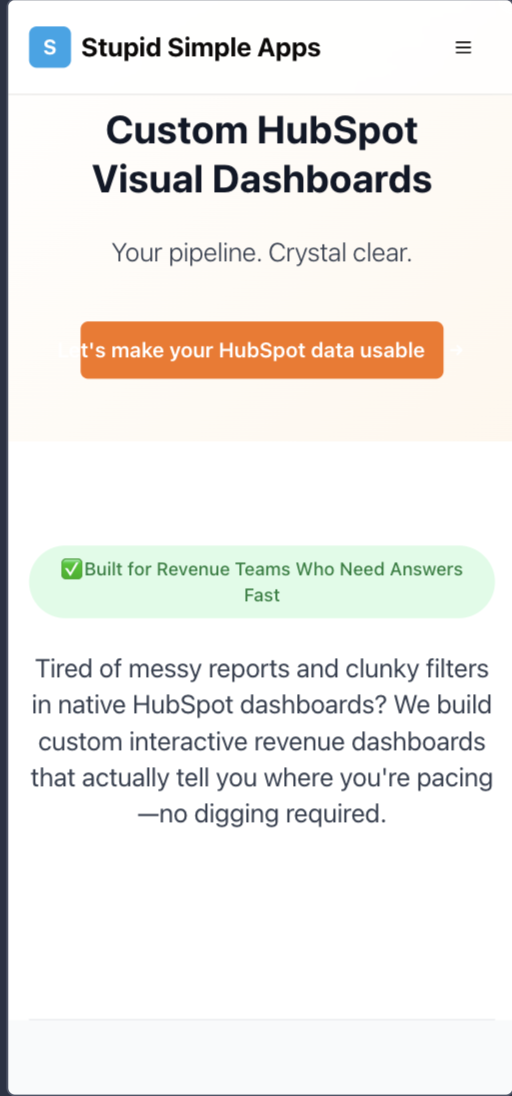 S Stupid Simple Apps
Custom HubSpot
Visual Dashboards
Your pipeline. Crystal clear.
Let's make your HubSpot data usable →
✅Built for Revenue Teams Who Need Answers
Fast
Tired of messy reports and clunky filters
in native HubSpot dashboards? We build
custom interactive revenue dashboards
that actually tell you where you're pacing
—no digging required.